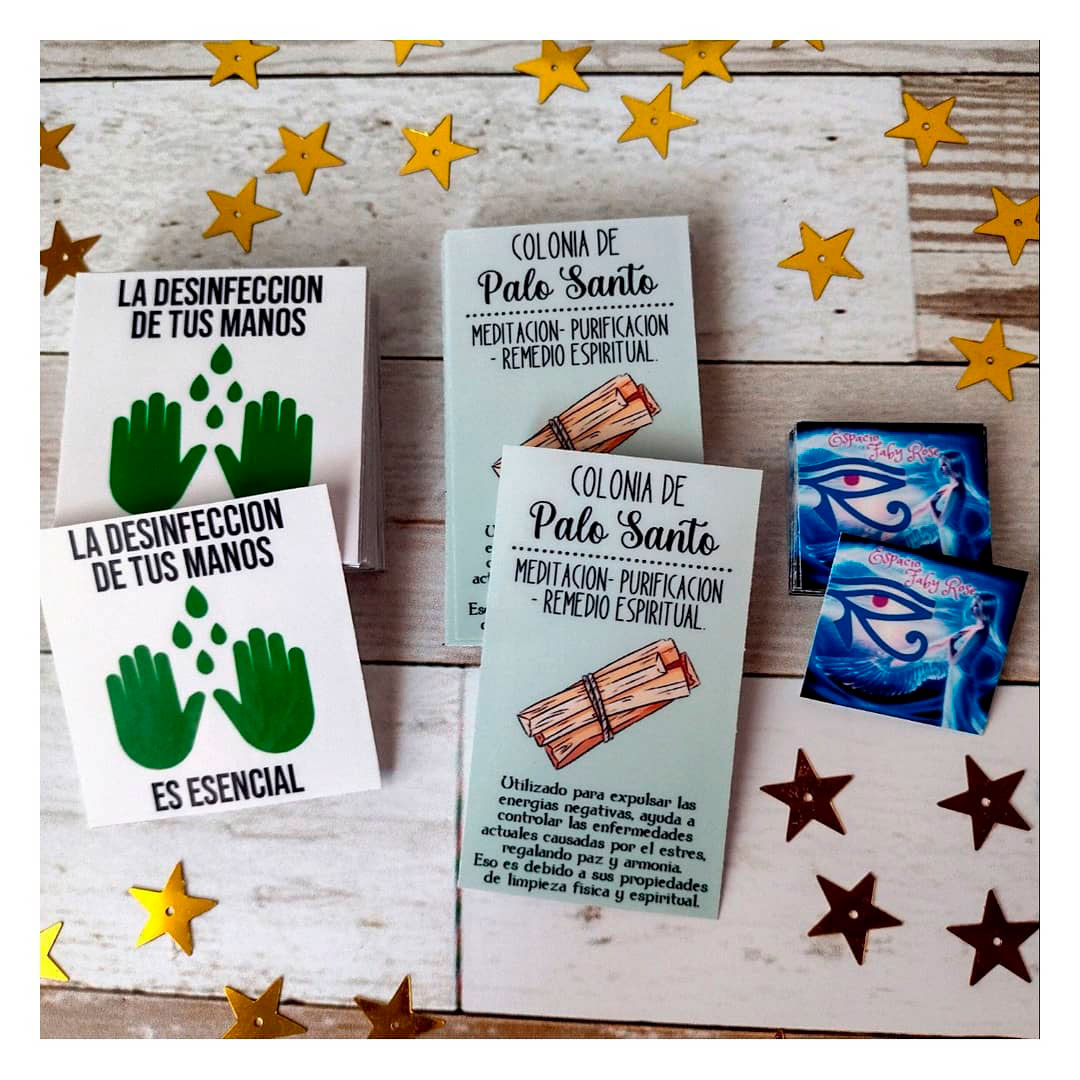 LA DESINFECCION
DE TUS MANOS
LA DESINFECCION
DE TUS MANOS
ES ESENCIAL
COLONIA DE
Palo Santo
MEDITACION- PURIFICACION
- REMEDIO ESPIRITUAL.
COLONIA DE
Palo Santo
MEDITACION- PURIFICACION
- REMEDIO ESPIRITUAL.
Utilizado para expulsar las
energias negativas, ayuda a
controlar las enfermedades
actuales causadas por el estres,
regalando paz y armonia.
Eso es debido a sus propiedades
de limpieza fisica y espiritual.
Espacio
Faby Rose
Espacio
Faby Rose